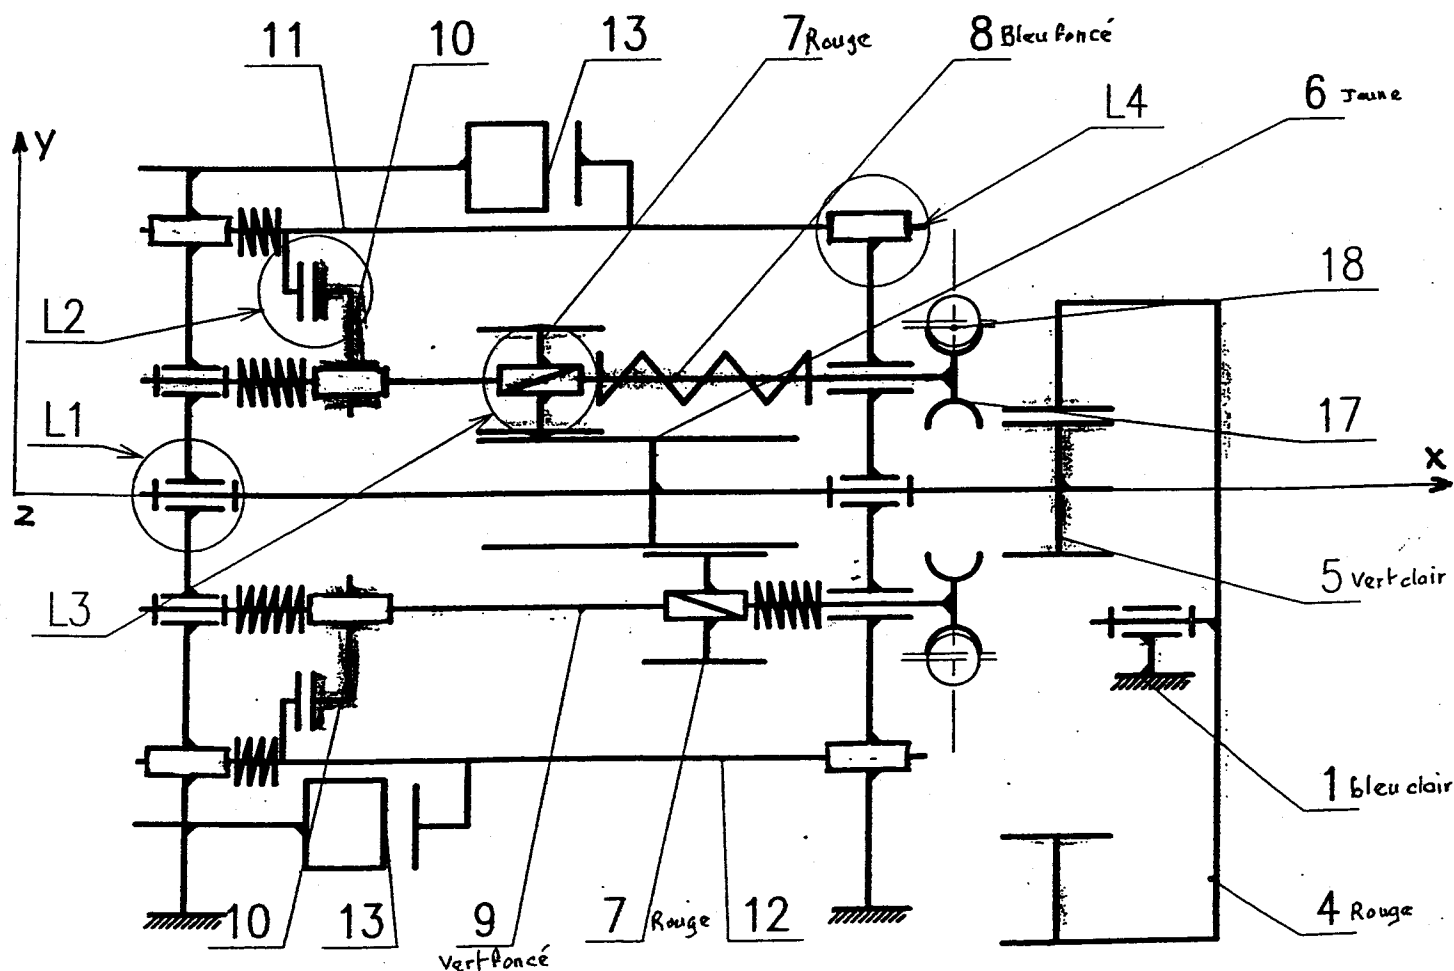 11
10
13
7 Rouge
8 Bleu foncé
6 Jaune
L4
y
18
L2
L1
17
x
z
5 Vert clair
L3
1 bleu clair
10
13
9
Vert foncé
7 Rouge
12
4 Rouge